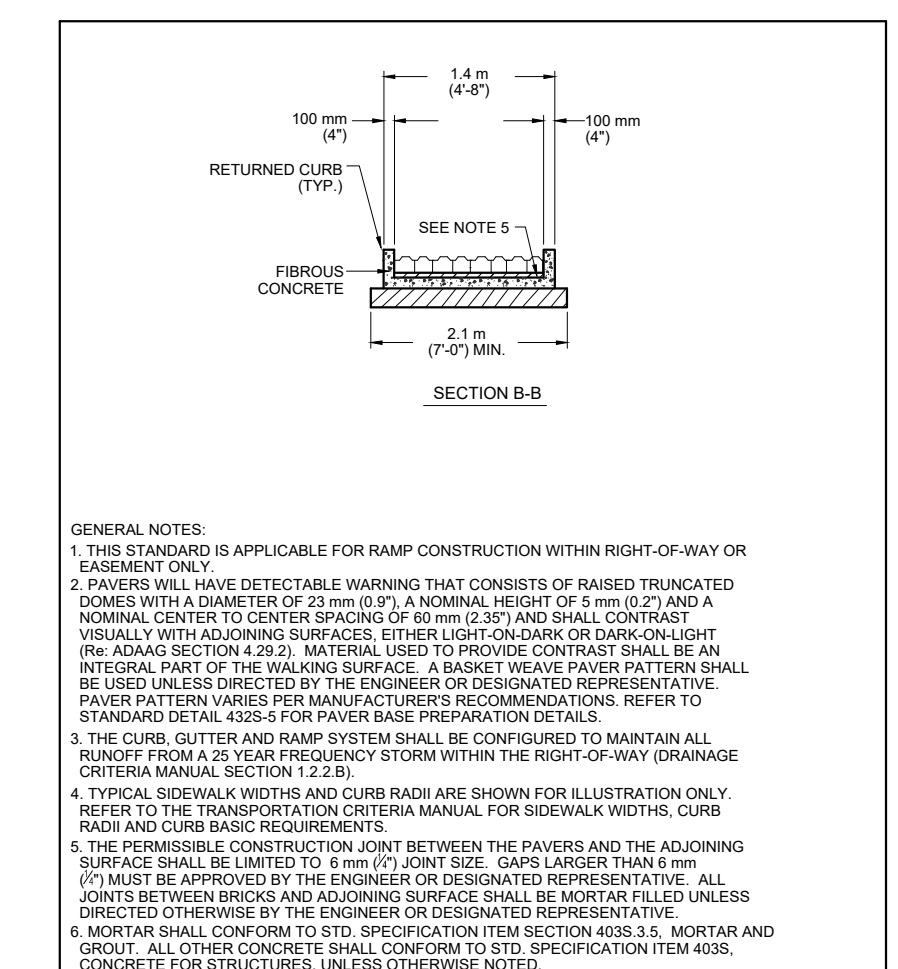 1.4 m
(4'-8")
100 mm
(4")
100 mm
(4")
RETURNED CURB
(TYP.)
SEE NOTE 5
FIBROUS
CONCRETE
2.1 m
(7'-0") MIN.
SECTION B-B
GENERAL NOTES:
1. THIS STANDARD IS APPLICABLE FOR RAMP CONSTRUCTION WITHIN RIGHT-OF-WAY OR
EASEMENT ONLY.
2. PAVERS WILL HAVE DETECTABLE WARNING THAT CONSISTS OF RAISED TRUNCATED
DOMES WITH A DIAMETER OF 23 mm (0.9"), A NOMINAL HEIGHT OF 5 mm (0.2") AND A
NOMINAL CENTER TO CENTER SPACING OF 60 mm (2.35") AND SHALL CONTRAST
VISUALLY WITH ADJOINING SURFACES, EITHER LIGHT-ON-DARK OR DARK-ON-LIGHT
(Re: ADAAG SECTION 4.29.2). MATERIAL USED TO PROVIDE CONTRAST SHALL BE AN
INTEGRAL PART OF THE WALKING SURFACE. A BASKET WEAVE PAVER PATTERN SHALL
BE USED UNLESS DIRECTED BY THE ENGINEER OR DESIGNATED REPRESENTATIVE.
PAVER PATTERN VARIES PER MANUFACTURER'S RECOMMENDATIONS. REFER TO
STANDARD DETAIL 432S-5 FOR PAVER BASE PREPARATION DETAILS.
3. THE CURB, GUTTER AND RAMP SYSTEM SHALL BE CONFIGURED TO MAINTAIN ALL
RUNOFF FROM A 25 YEAR FREQUENCY STORM WITHIN THE RIGHT-OF-WAY (DRAINAGE
CRITERIA MANUAL SECTION 1.2.2.B).
4. TYPICAL SIDEWALK WIDTHS AND CURB RADII ARE SHOWN FOR ILLUSTRATION ONLY.
REFER TO THE TRANSPORTATION CRITERIA MANUAL FOR SIDEWALK WIDTHS, CURB
RADII AND CURB BASIC REQUIREMENTS.
5. THE PERMISSIBLE CONSTRUCTION JOINT BETWEEN THE PAVERS AND THE ADJOINING
SURFACE SHALL BE LIMITED TO 6 mm (¼") JOINT SIZE. GAPS LARGER THAN 6 mm
(¼") MUST BE APPROVED BY THE ENGINEER OR DESIGNATED REPRESENTATIVE. ALL
JOINTS BETWEEN BRICKS AND ADJOINING SURFACE SHALL BE MORTAR FILLED UNLESS
DIRECTED OTHERWISE BY THE ENGINEER OR DESIGNATED REPRESENTATIVE.
6. MORTAR SHALL CONFORM TO STD. SPECIFICATION ITEM SECTION 403S.3.5, MORTAR AND
GROUT. ALL OTHER CONCRETE SHALL CONFORM TO STD. SPECIFICATION ITEM 403S,
CONCRETE FOR STRUCTURES, UNLESS OTHERWISE NOTED.